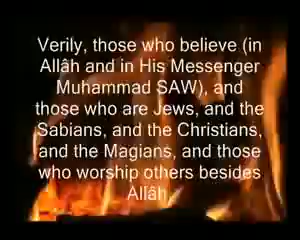 Verily, those who believe (in
Allâh and in His Messenger
Muhammad SAW), and
those who are Jews, and the
Sabians, and the Christians,
and the Magians, and those
who worship others besides
Allâh